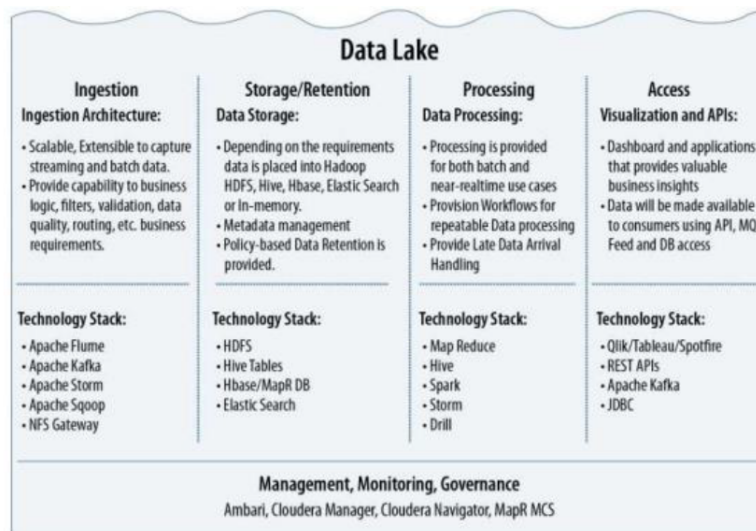 Data Lake
Ingestion
Ingestion Architecture:
• Scalable, Extensible to capture
streaming and batch data.
• Provide capability to business
logic, filters, validation, data
quality, routing, etc. business
requirements.
Technology Stack:
• Apache Flume
• Apache Kafka
• Apache Storm
• Apache Sqoop
• NFS Gateway
Storage/Retention
Data Storage:
• Depending on the requirements
data is placed into Hadoop
HDFS, Hive, Hbase, Elastic Search
or In-memory.
• Metadata management
• Policy-based Data Retention is
provided.
Technology Stack:
• HDFS
• Hive Tables
• Hbase/MapR DB
• Elastic Search
Processing
Data Processing:
• Processing is provided
for both batch and
near-realtime use cases
• Provision Workflows for
repeatable Data processing
• Provide Late Data Arrival
Handling
Technology Stack:
• Map Reduce
• Hive
• Spark
• Storm
• Drill
Access
Visualization and APIs:
• Dashboard and applications
that provides valuable
business insights
• Data will be made available
to consumers using API, MQ
Feed and DB access
Technology Stack:
• Qlik/Tableau/Spotfire
• REST APIs
• Apache Kafka
• JDBC
Management, Monitoring, Governance
Ambari, Cloudera Manager, Cloudera Navigator, MapR MCS